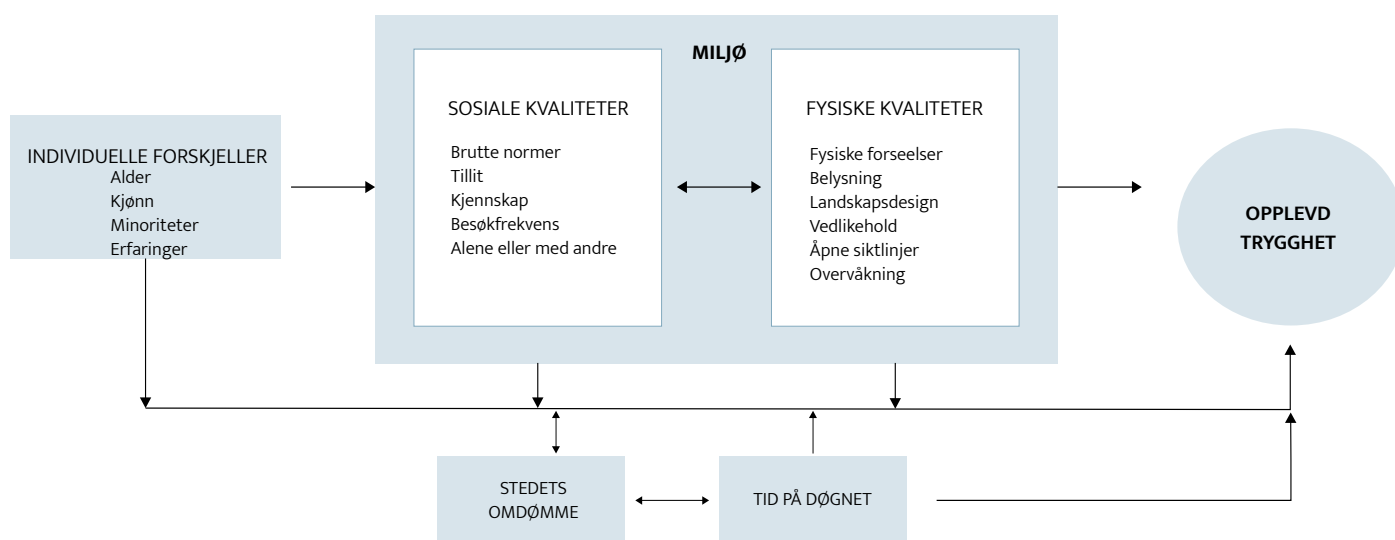 MILJØ
INDIVIDUELLE FORSKJELLER
Alder
Kjønn
Minoriteter
Erfaringer
SOSIALE KVALITETER
Brutte normer
Tillit
Kjennskap
Besøkfrekvens
Alene eller med andre
FYSISKE KVALITETER
Fysiske forseelser
Belysning
Landskapsdesign
Vedlikehold
Åpne siktlinjer
Overvåkning
OPPLEVD
TRYGGHET
STEDETS
OMDØMME
TID PÅ DØGNET